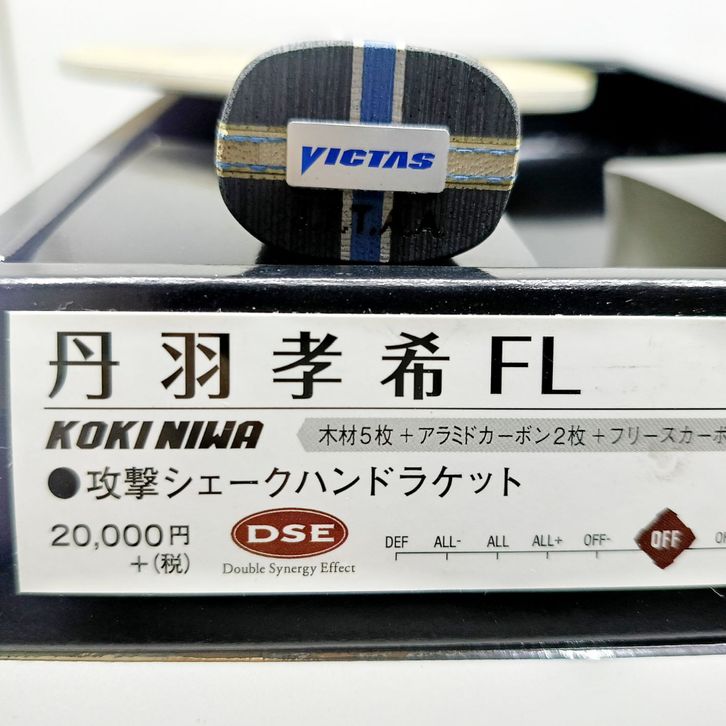 VICTAS
.T.A.A.
丹羽孝希 FL
KOKI NIWA
木材5枚+アラミドカーボン2枚+フリースカーボ
●攻撃シェークハンドラケット
20,000円
+(税)
DSE
Double Synergy Effect
DEF ALL- ALL ALL+ OFF- OFF